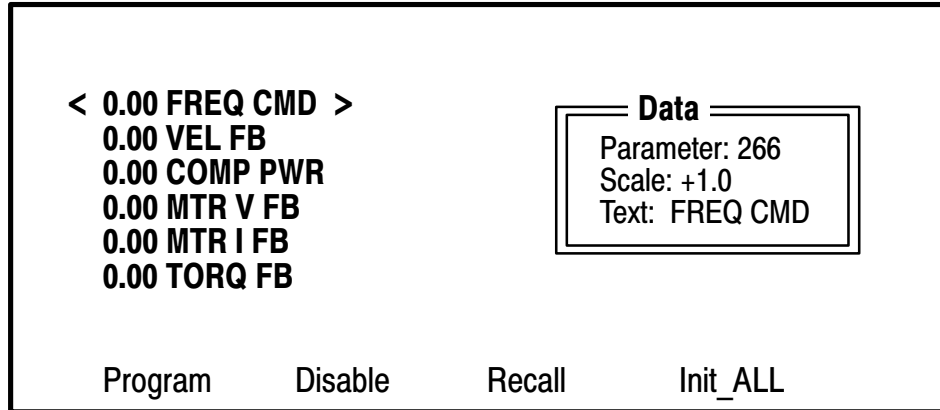 < 0.00 FREQ CMD >
0.00 VEL FB
0.00 COMP PWR
0.00 MTR V FB
0.00 MTR I FB
0.00 TORQ FB
Data
Parameter: 266
Scale: +1.0
Text: FREQ CMD
Program Disable Recall Init_ALL